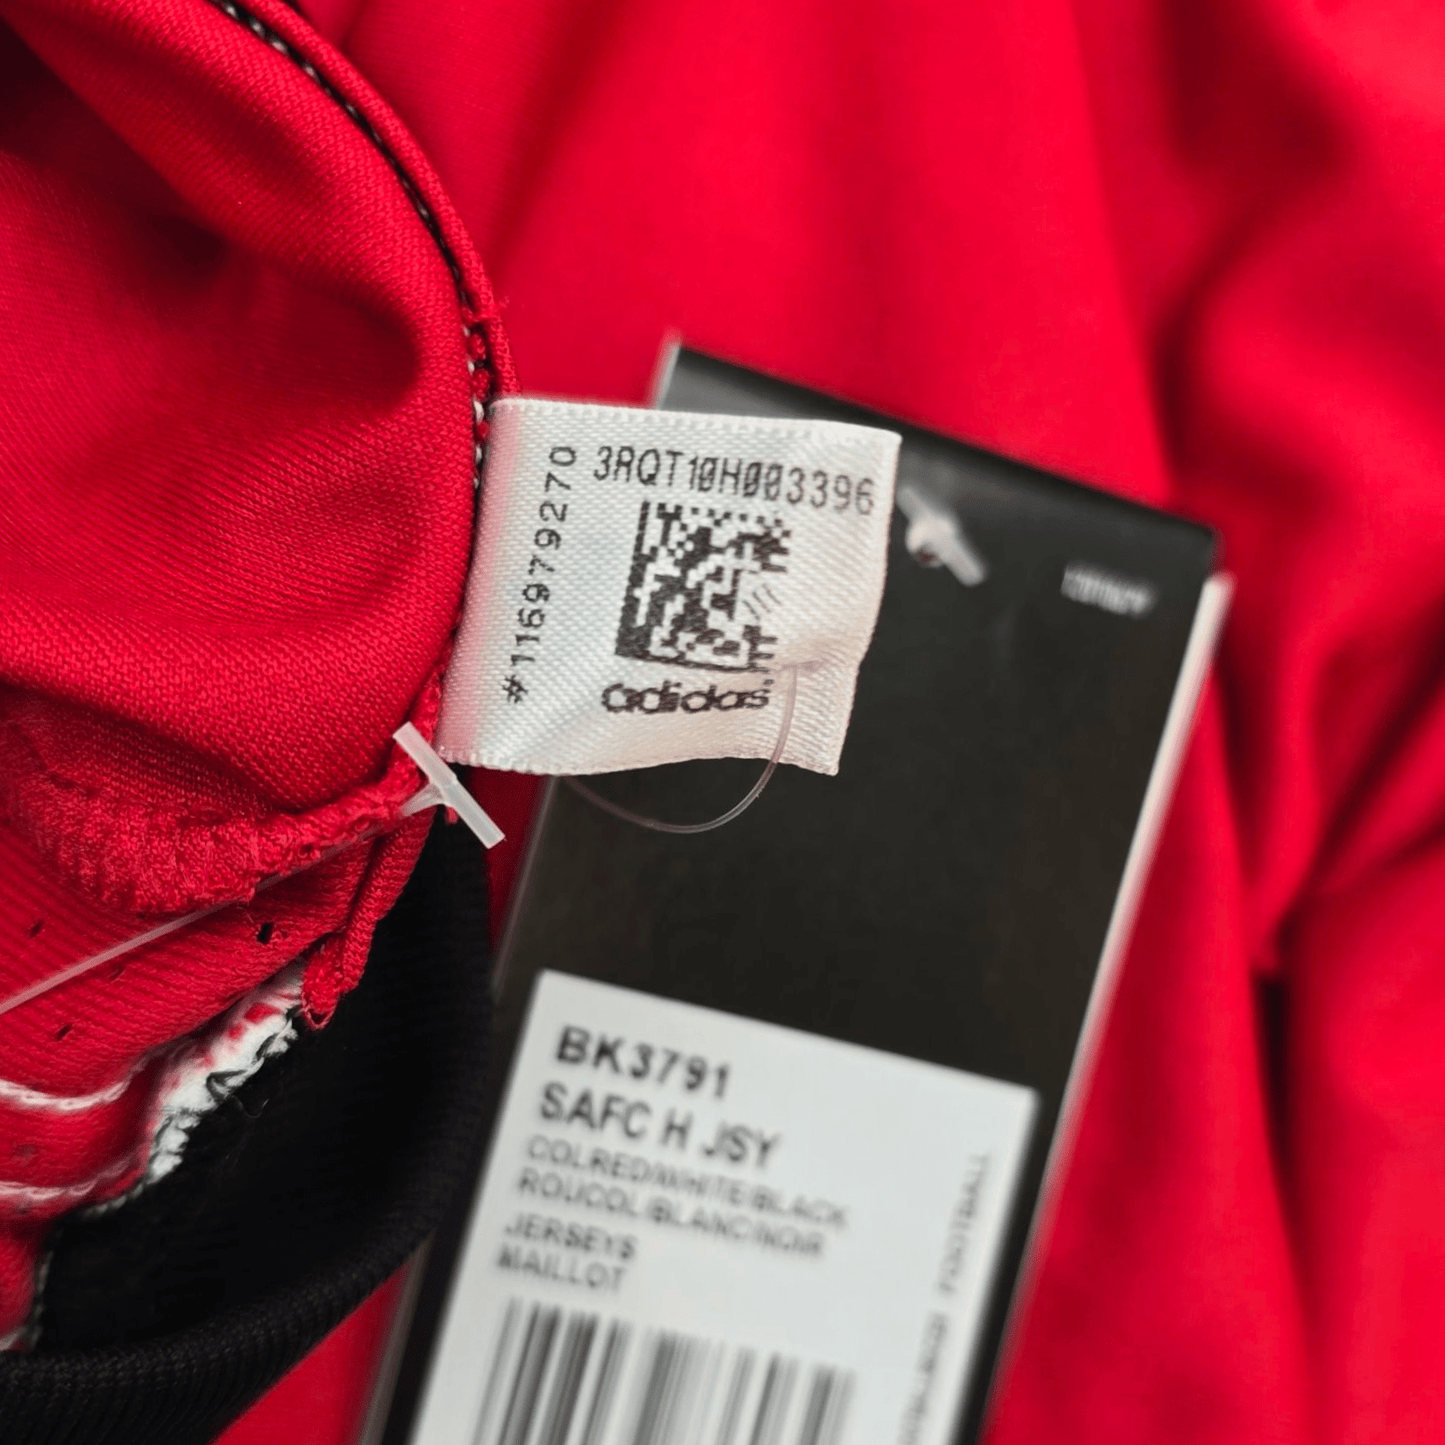 3RQT10H003396
#116979270
adidas
BK3791
SAFC H JSY
COLRED/WHITE/BLACK
ROUCOL/BLANC/NOIR
JERSEYS
MAILLOT
FOOTBALL